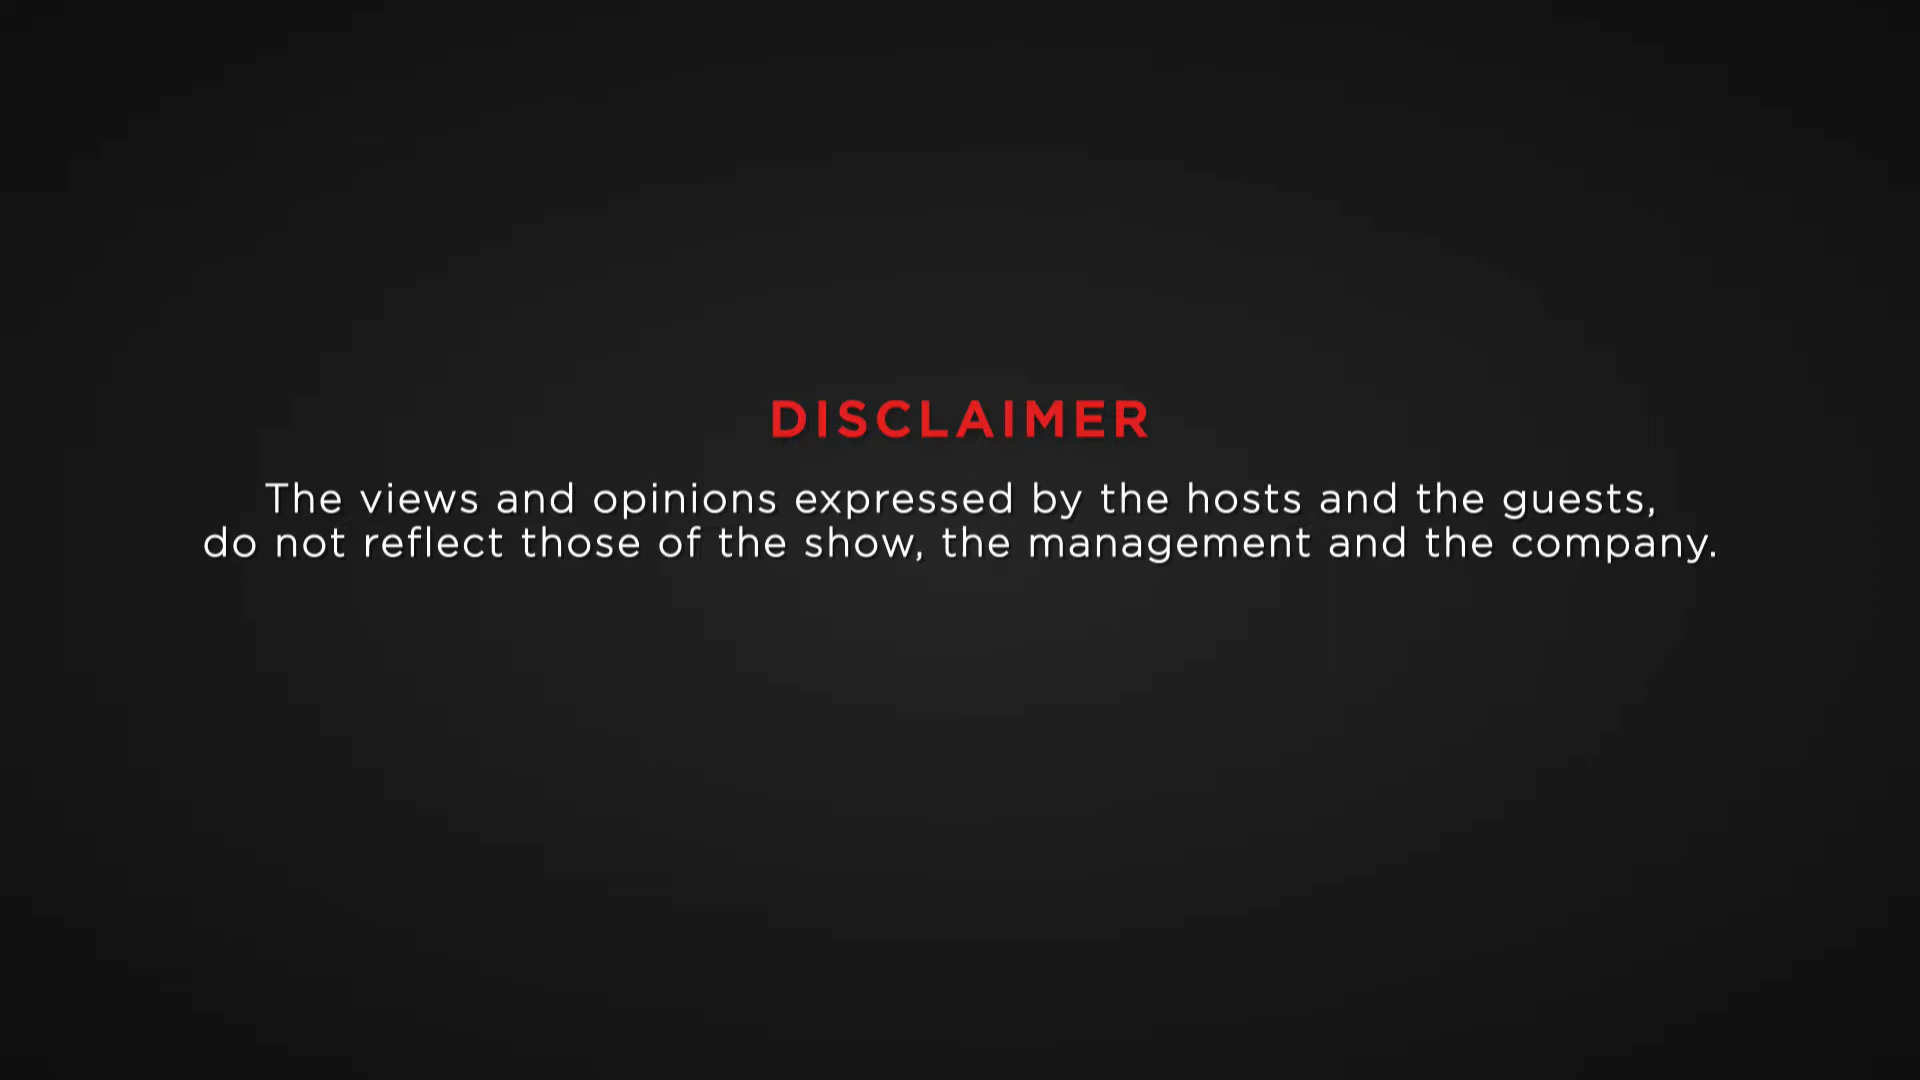 DISCLAIMER
The views and opinions expressed by the hosts and the guests,
do not reflect those of the show, the management and the company.